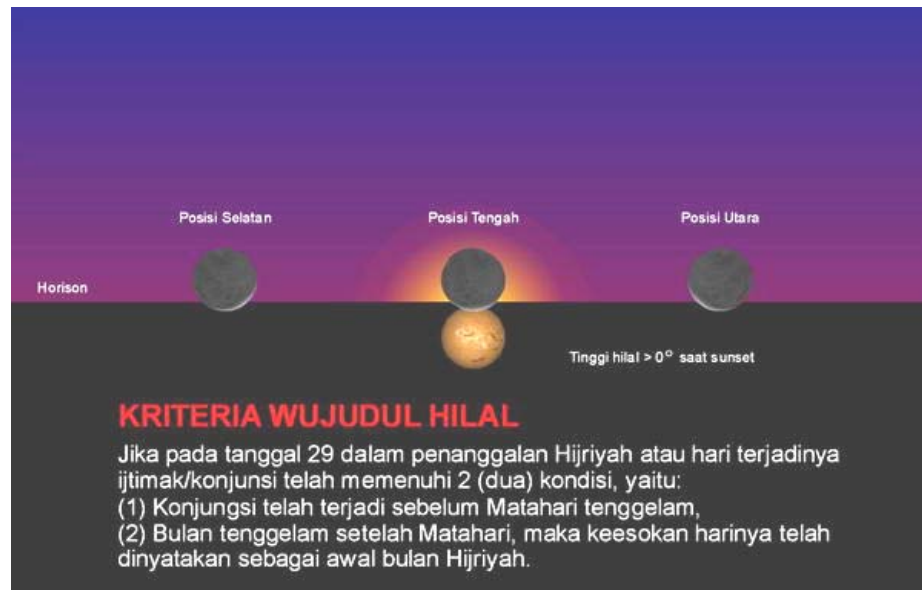 Posisi Selatan
Posisi Tengah
Posisi Utara
Horison
Tinggi hilal > 0° saat sunset
KRITERIA WUJUDUL HILAL
Jika pada tanggal 29 dalam penanggalan Hijriyah atau hari terjadinya
ijtimak/konjunsi telah memenuhi 2 (dua) kondisi, yaitu:
(1) Konjungsi telah terjadi sebelum Matahari tenggelam,
(2) Bulan tenggelam setelah Matahari, maka keesokan harinya telah
dinyatakan sebagai awal bulan Hijriyah.